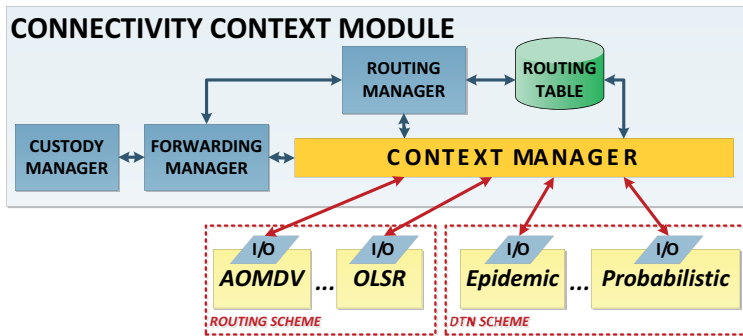 CONNECTIVITY CONTEXT MODULE
ROUTING
MANAGER
ROUTING
TABLE
CUSTODY
MANAGER
FORWARDING
MANAGER
CONTEXT MANAGER
I/O
AOMDV
...
I/O
OLSR
ROUTING SCHEME
I/O
Epidemic
...
I/O
Probabilistic
DTN SCHEME